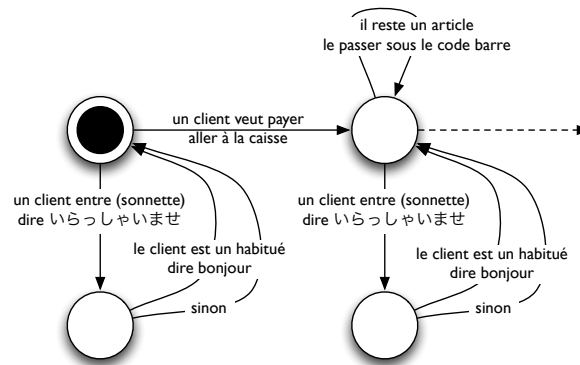 il reste un article
le passer sous le code barre
un client veut payer
aller à la caisse
un client entre (sonnette)
dire いらっしゃいませ
le client est un habitué
dire bonjour
sinon
un client entre (sonnette)
dire いらっしゃいませ
le client est un habitué
dire bonjour
sinon